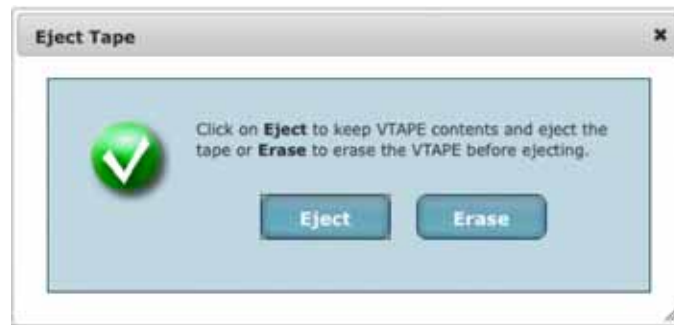 Eject Tape
Click on Eject to keep VTAPE contents and eject the
tape or Erase to erase the VTAPE before ejecting.
Eject Erase